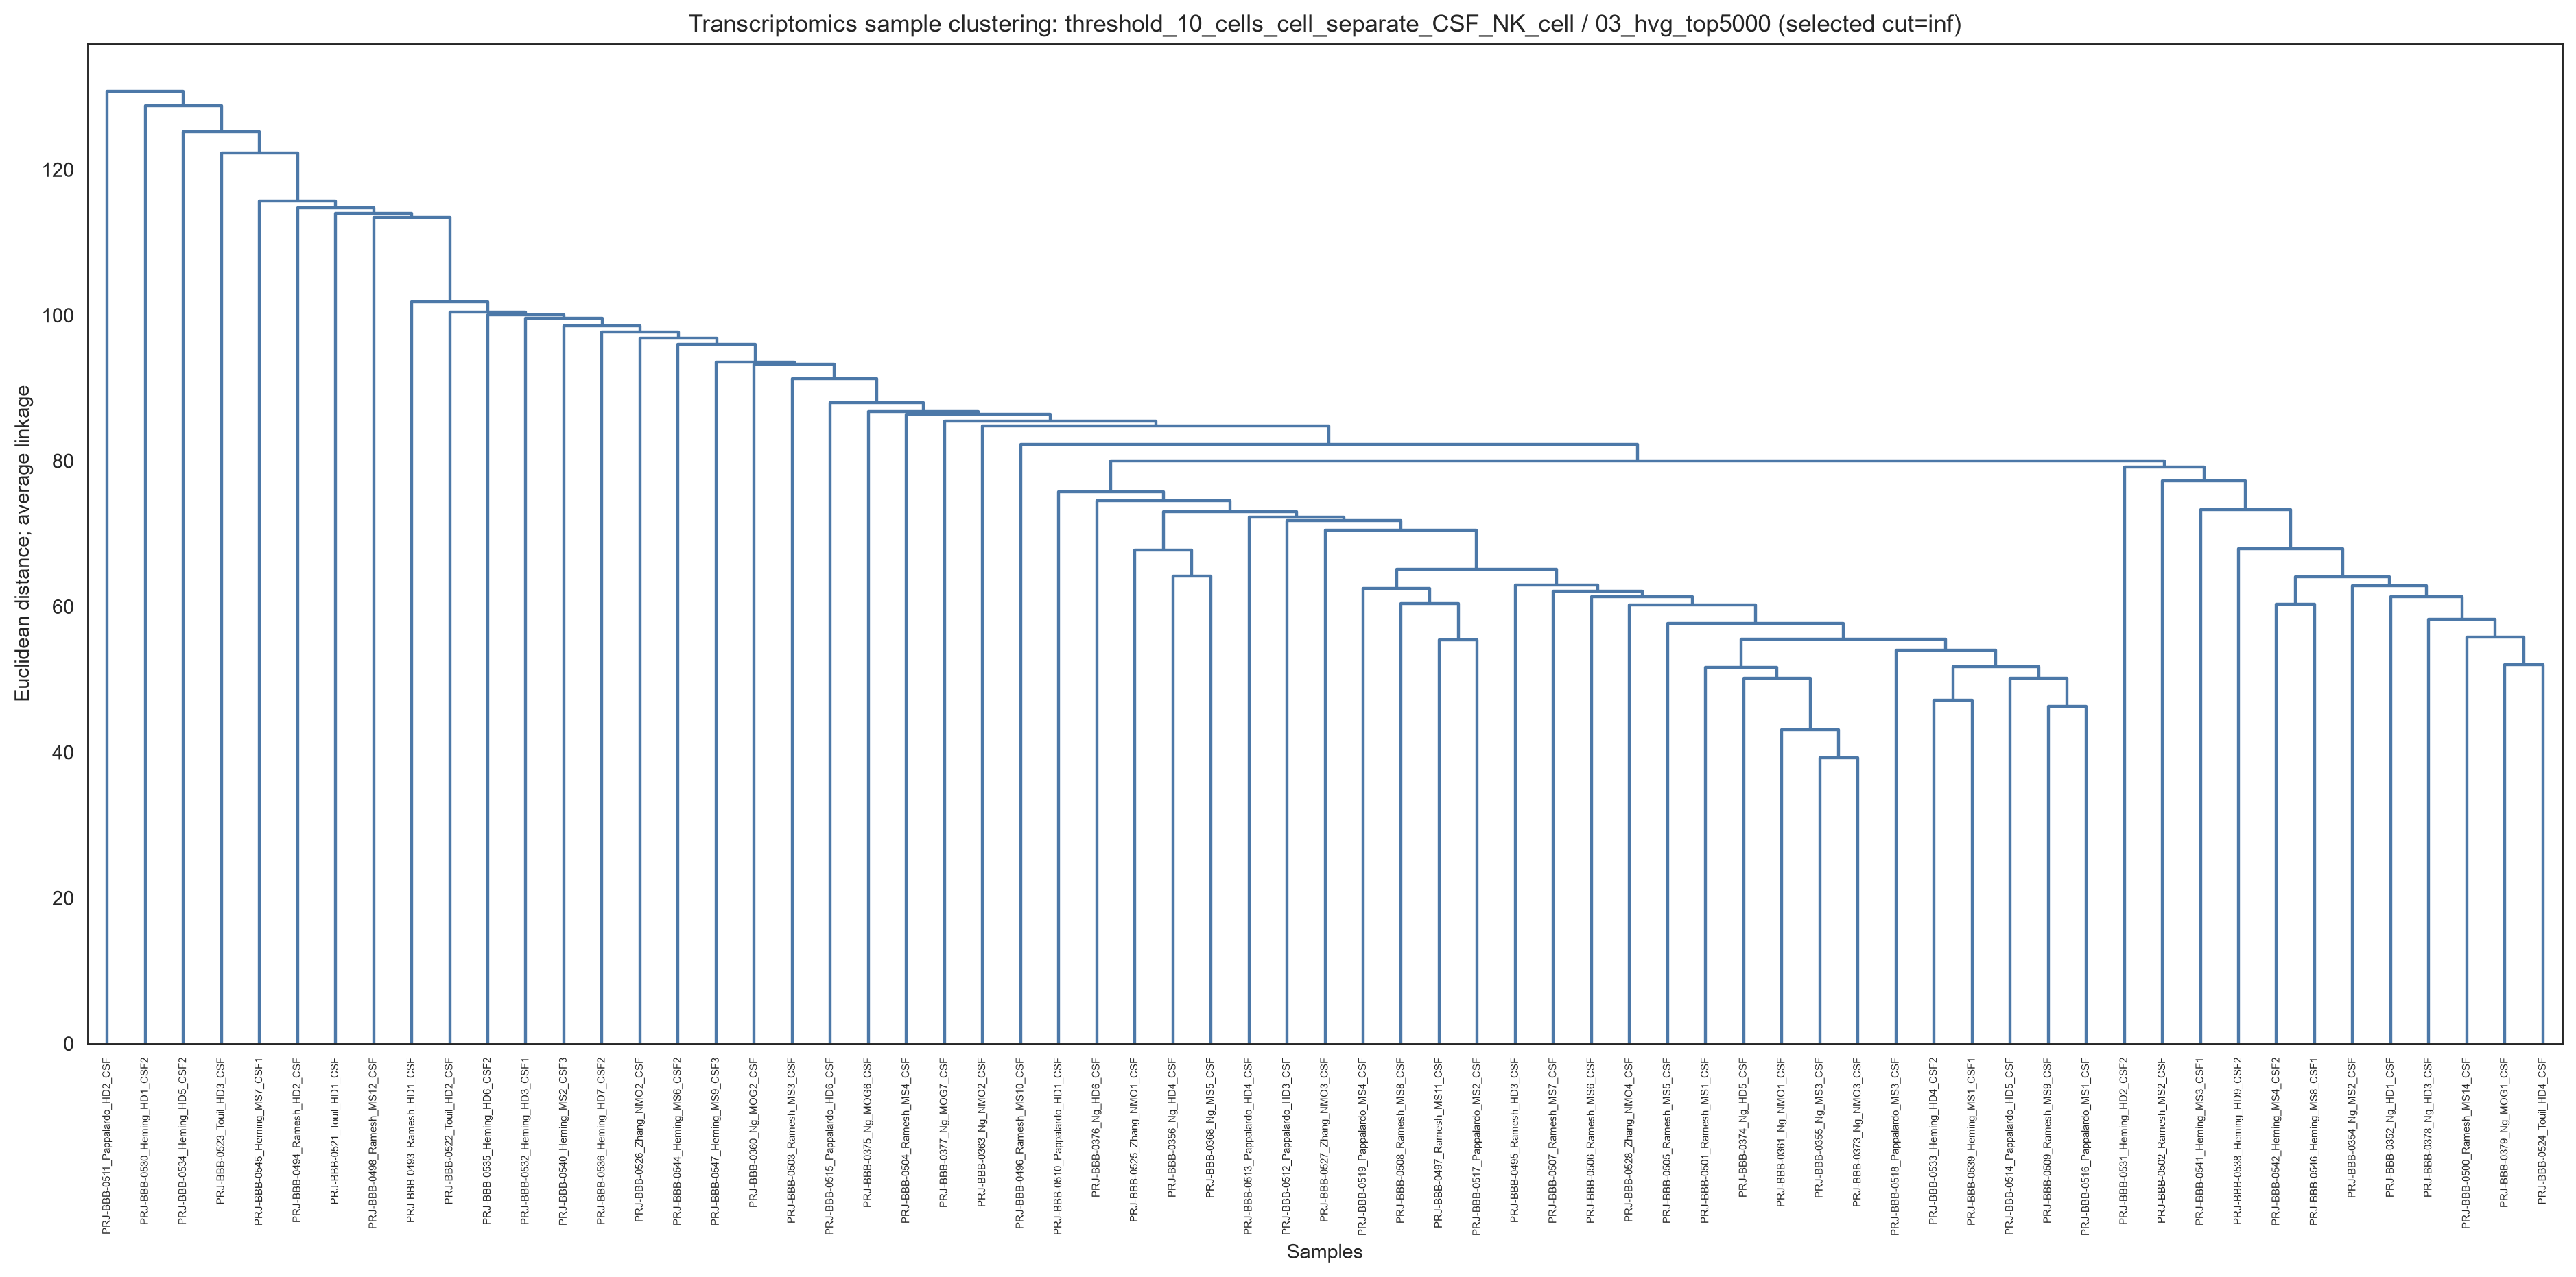 Transcriptomics sample clustering: threshold_10_cells_cell_separate_CSF_NK_cell / 03_hvg_top5000 (selected cut=inf)
Euclidean distance; average linkage
120
100
80
60
40
20
0
PRJ-BBB-0511_Pappalardo_HD2_CSF
PRJ-BBB-0530_Heming_HD1_CSF2
PRJ-BBB-0534_Heming_HD5_CSF2
PRJ-BBB-0523_Touil_HD3_CSF
PRJ-BBB-0545_Heming_MS7_CSF1
PRJ-BBB-0494_Ramesh_HD2_CSF
PRJ-BBB-0521_Touil_HD1_CSF
PRJ-BBB-0498_Ramesh_MS12_CSF
PRJ-BBB-0493_Ramesh_HD1_CSF
PRJ-BBB-0522_Touil_HD2_CSF
PRJ-BBB-0535_Heming_HD6_CSF2
PRJ-BBB-0532_Heming_HD3_CSF1
PRJ-BBB-0540_Heming_MS2_CSF3
PRJ-BBB-0536_Heming_HD7_CSF2
PRJ-BBB-0526_Zhang_NMO2_CSF
PRJ-BBB-0544_Heming_MS6_CSF2
PRJ-BBB-0547_Heming_MS9_CSF3
PRJ-BBB-0360_Ng_MOG2_CSF
PRJ-BBB-0503_Ramesh_MS3_CSF
PRJ-BBB-0515_Pappalardo_HD6_CSF
PRJ-BBB-0375_Ng_MOG6_CSF
PRJ-BBB-0504_Ramesh_MS4_CSF
PRJ-BBB-0377_Ng_MOG7_CSF
PRJ-BBB-0363_Ng_NMO2_CSF
PRJ-BBB-0496_Ramesh_MS10_CSF
PRJ-BBB-0510_Pappalardo_HD1_CSF
PRJ-BBB-0376_Ng_HD6_CSF
PRJ-BBB-0525_Zhang_NMO1_CSF
PRJ-BBB-0356_Ng_HD4_CSF
PRJ-BBB-0368_Ng_MS5_CSF
PRJ-BBB-0513_Pappalardo_HD4_CSF
PRJ-BBB-0512_Pappalardo_HD3_CSF
PRJ-BBB-0527_Zhang_NMO3_CSF
PRJ-BBB-0519_Pappalardo_MS4_CSF
PRJ-BBB-0508_Ramesh_MS8_CSF
PRJ-BBB-0497_Ramesh_MS11_CSF
PRJ-BBB-0517_Pappalardo_MS2_CSF
PRJ-BBB-0495_Ramesh_HD3_CSF
PRJ-BBB-0507_Ramesh_MS7_CSF
PRJ-BBB-0506_Ramesh_MS6_CSF
PRJ-BBB-0528_Zhang_NMO4_CSF
PRJ-BBB-0505_Ramesh_MS5_CSF
PRJ-BBB-0501_Ramesh_MS1_CSF
PRJ-BBB-0374_Ng_HD5_CSF
PRJ-BBB-0361_Ng_NMO1_CSF
PRJ-BBB-0355_Ng_MS3_CSF
PRJ-BBB-0373_Ng_NMO3_CSF
PRJ-BBB-0518_Pappalardo_MS3_CSF
PRJ-BBB-0533_Heming_HD4_CSF2
PRJ-BBB-0539_Heming_MS1_CSF1
PRJ-BBB-0514_Pappalardo_HD5_CSF
PRJ-BBB-0509_Ramesh_MS9_CSF
PRJ-BBB-0516_Pappalardo_MS1_CSF
PRJ-BBB-0531_Heming_HD2_CSF2
PRJ-BBB-0502_Ramesh_MS2_CSF
PRJ-BBB-0541_Heming_MS3_CSF1
PRJ-BBB-0538_Heming_HD9_CSF2
PRJ-BBB-0542_Heming_MS4_CSF2
PRJ-BBB-0546_Heming_MS8_CSF1
PRJ-BBB-0354_Ng_MS2_CSF
PRJ-BBB-0352_Ng_HD1_CSF
PRJ-BBB-0378_Ng_HD3_CSF
PRJ-BBB-0500_Ramesh_MS14_CSF
PRJ-BBB-0379_Ng_MOG1_CSF
PRJ-BBB-0524_Touil_HD4_CSF
Samples